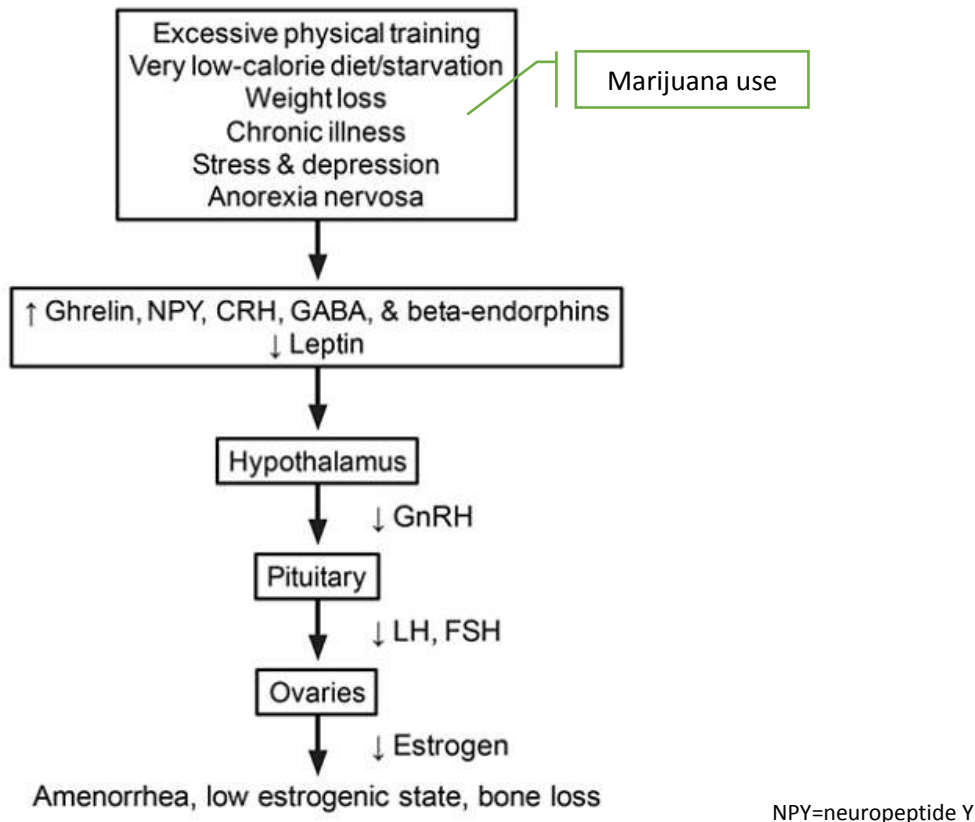 Excessive physical training
Very low-calorie diet/starvation
Weight loss
Chronic illness
Stress & depression
Anorexia nervosa
Marijuana use
↑ Ghrelin, NPY, CRH, GABA, & beta-endorphins
↓ Leptin
Hypothalamus
↓ GnRH
Pituitary
↓ LH, FSH
Ovaries
↓ Estrogen
Amenorrhea, low estrogenic state, bone loss
NPY=neuropeptide Y